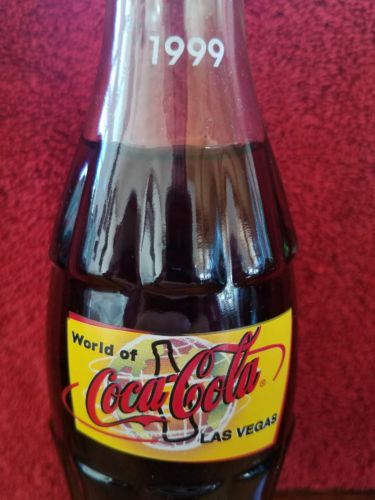 1999
World of
Coca-Cola®
LAS VEGAS